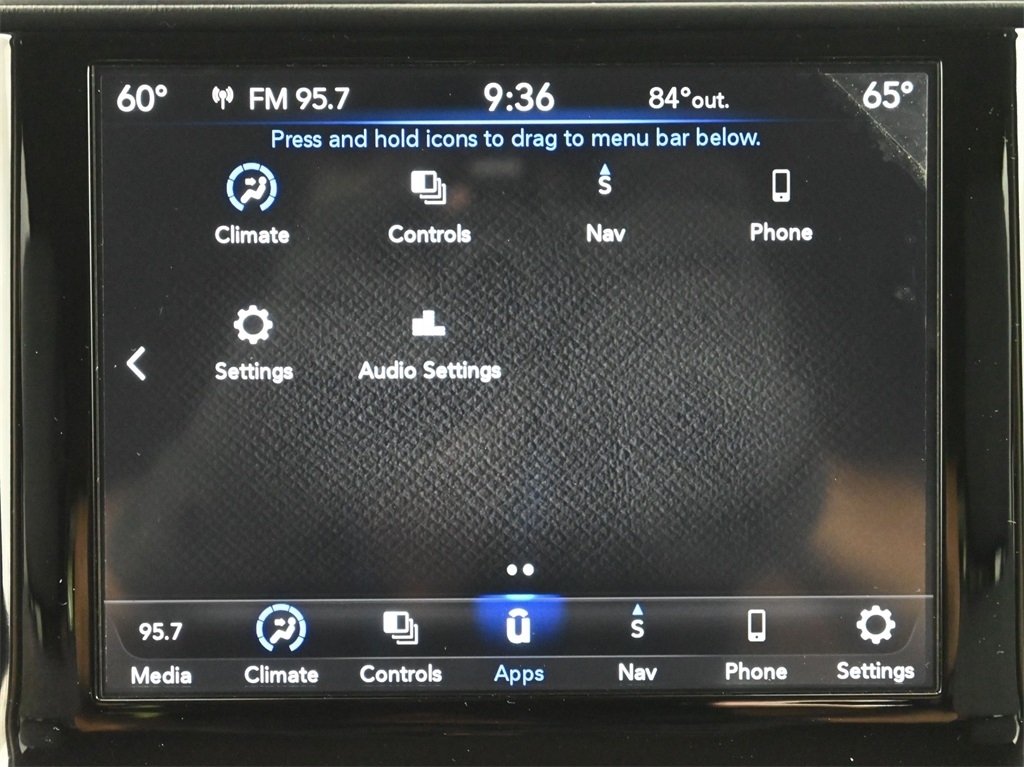 60° FM 95.7 9:36 84°out. 65°
Press and hold icons to drag to menu bar below.
S
Climate Controls Nav Phone
Settings Audio Settings
95.7 ū S
Media Climate Controls Apps Nav Phone Settings